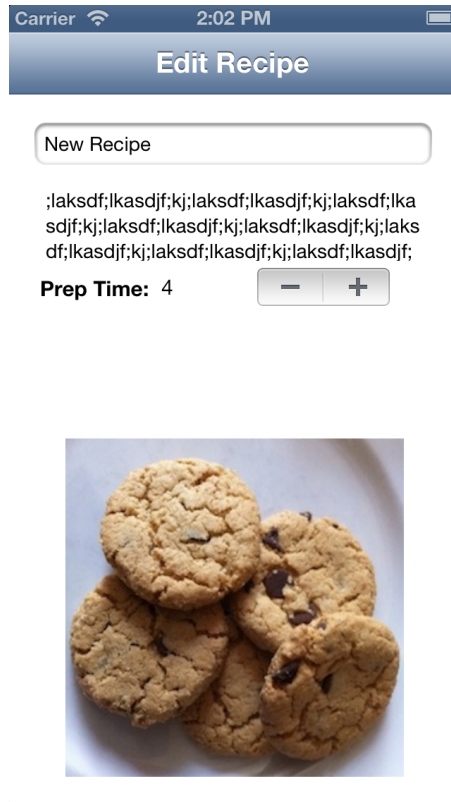 Carrier 2:02 PM
Edit Recipe
New Recipe
;laksdf;lkasdjf;kj;laksdf;lkasdjf;kj;laksdf;lka
sdjf;kj;laksdf;lkasdjf;kj;laksdf;lkasdjf;kj;laks
df;lkasdjf;kj;laksdf;lkasdjf;kj;laksdf;lkasdjf;
Prep Time: 4